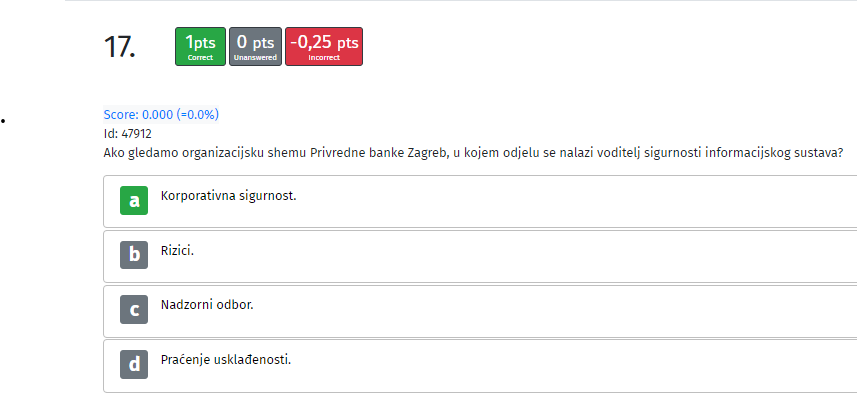 17.
1pts
Correct
0 pts
Unanswered
-0,25 pts
Incorrect
Score: 0.000 (=0.0%)
Id: 47912
Ako gledamo organizacijsku shemu Privredne banke Zagreb, u kojem odjelu se nalazi voditelj sigurnosti informacijskog sustava?
a Korporativna sigurnost.
b Rizici.
c Nadzorni odbor.
d Praćenje usklađenosti.